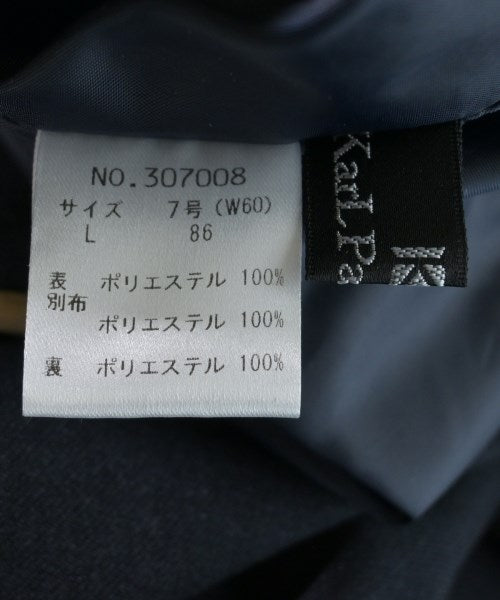 NO.307008
サイズ 7号(W60)
L 86
表 ポリエステル 100%
別布
ポリエステル 100%
裏 ポリエステル 100%
KarL Pa
K